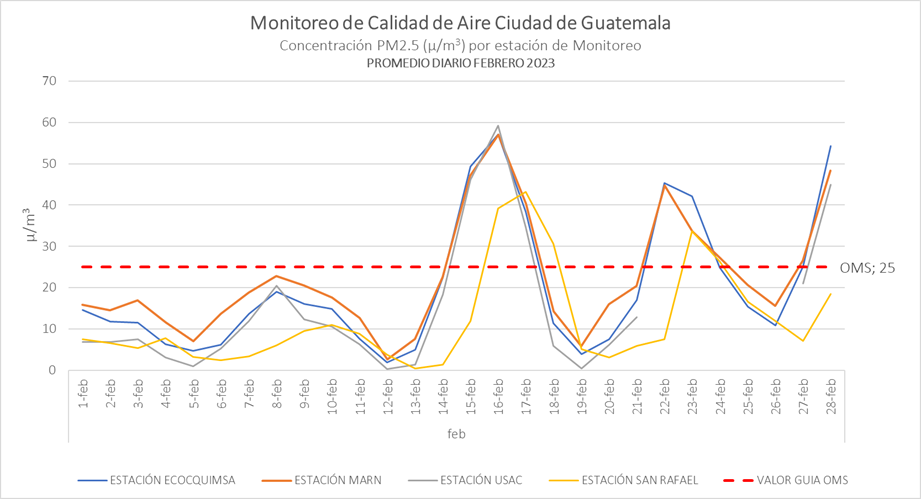 Monitoreo de Calidad de Aire Ciudad de Guatemala
Concentración PM2.5 (µ/m³) por estación de Monitoreo
PROMEDIO DIARIO FEBRERO 2023
70
60
50
40
30
20
10
0
µ/m³
OMS; 25
1-feb
2-feb
3-feb
4-feb
5-feb
6-feb
7-feb
8-feb
9-feb
10-feb
11-feb
12-feb
13-feb
14-feb
15-feb
16-feb
17-feb
18-feb
19-feb
20-feb
21-feb
22-feb
23-feb
24-feb
25-feb
26-feb
27-feb
28-feb
feb
ESTACIÓN ECOCQUIMSA
ESTACIÓN MARN
ESTACIÓN USAC
ESTACIÓN SAN RAFAEL
VALOR GUIA OMS